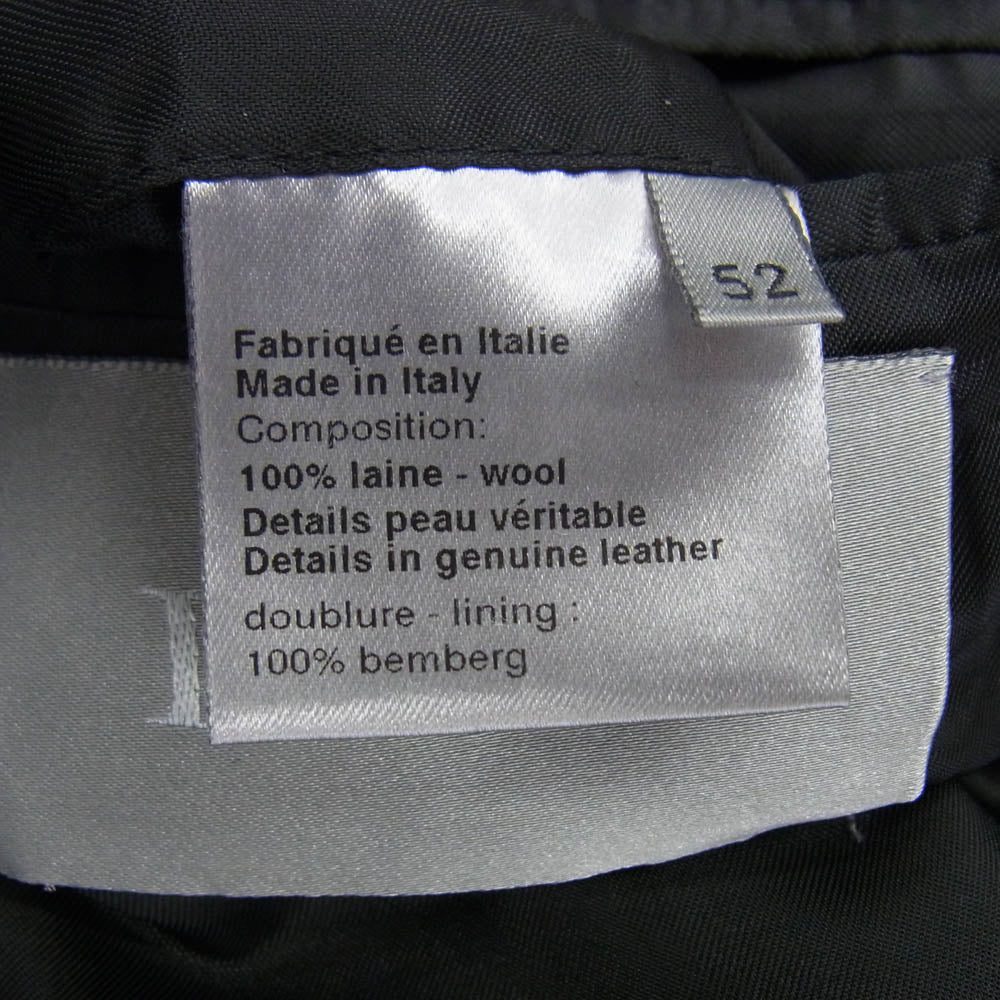 52
Fabriqué en Italie
Made in Italy
Composition:
100% laine - wool
Details peau véritable
Details in genuine leather
doublure - lining :
100% bemberg